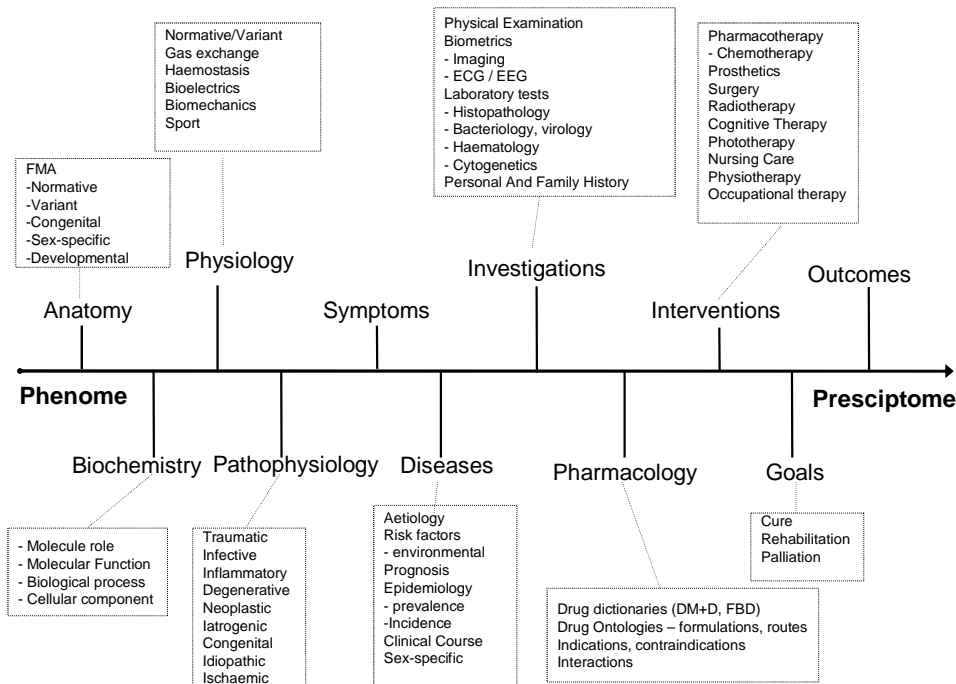 Normative/Variant
Gas exchange
Haemostasis
Bioelectrics
Biomechanics
Sport
Physical Examination
Biometrics
- Imaging
- ECG / EEG
Laboratory tests
- Histopathology
- Bacteriology, virology
- Haematology
- Cytogenetics
Personal And Family History
Pharmacotherapy
- Chemotherapy
Prosthetics
Surgery
Radiotherapy
Cognitive Therapy
Phototherapy
Nursing Care
Physiotherapy
Occupational therapy
FMA
-Normative
-Variant
-Congenital
-Sex-specific
-Developmental
Anatomy
Physiology
Symptoms
Investigations
Interventions
Outcomes
Phenome
Presciptome
Biochemistry
Pathophysiology
Diseases
Pharmacology
Goals
- Molecule role
- Molecular Function
- Biological process
- Cellular component
Traumatic
Infective
Inflammatory
Degenerative
Neoplastic
Iatrogenic
Congenital
Idiopathic
Ischaemic
Aetiology
Risk factors
- environmental
Prognosis
Epidemiology
- prevalence
-Incidence
Clinical Course
Sex-specific
Drug dictionaries (DM+D, FBD)
Drug Ontologies – formulations, routes
Indications, contraindications
Interactions
Cure
Rehabilitation
Palliation